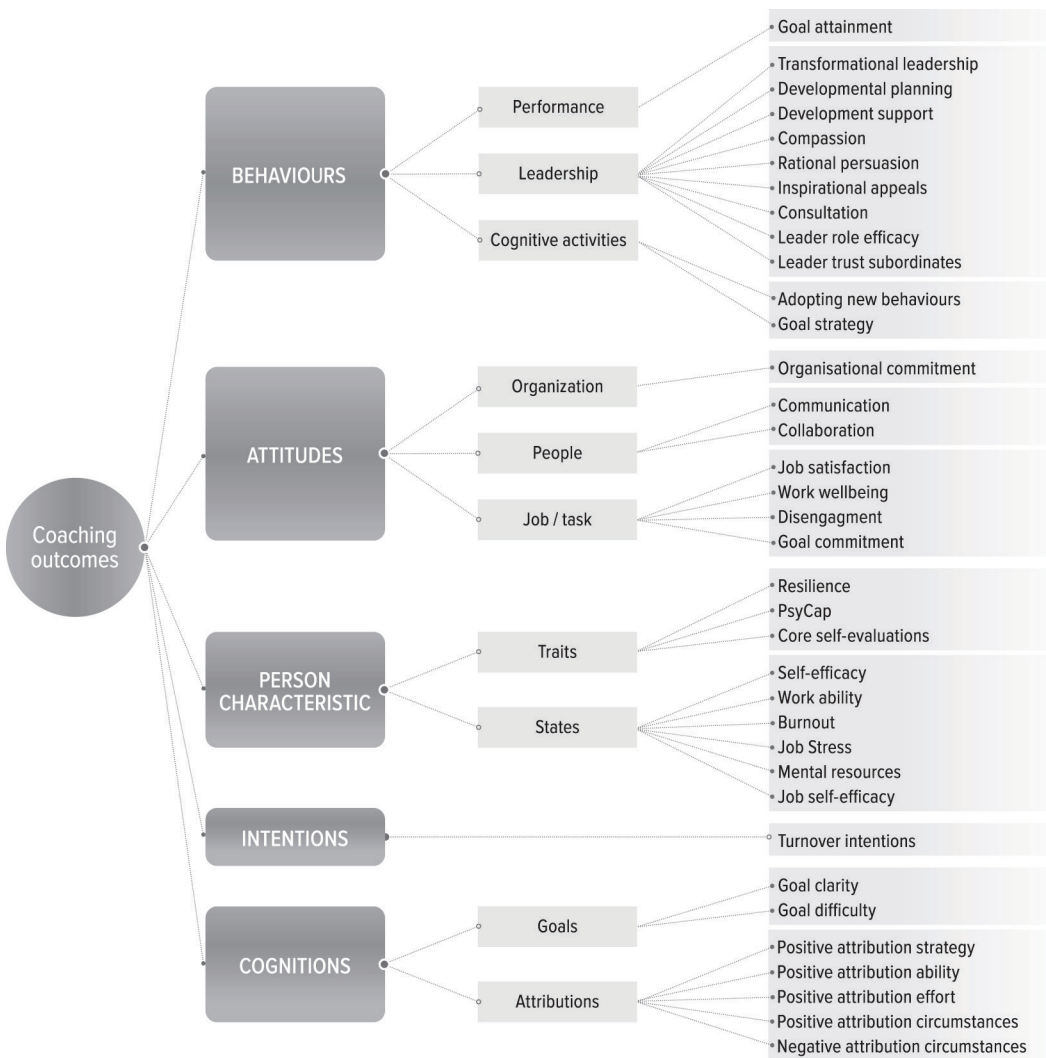 Coaching
outcomes
BEHAVIOURS
Performance
Goal attainment
Leadership
Transformational leadership
Developmental planning
Development support
Compassion
Rational persuasion
Inspirational appeals
Consultation
Leader role efficacy
Leader trust subordinates
Cognitive activities
Adopting new behaviours
Goal strategy
ATTITUDES
Organization
Organisational commitment
People
Communication
Collaboration
Job / task
Job satisfaction
Work wellbeing
Disengagment
Goal commitment
PERSON
CHARACTERISTIC
Traits
Resilience
PsyCap
Core self-evaluations
States
Self-efficacy
Work ability
Burnout
Job Stress
Mental resources
Job self-efficacy
INTENTIONS
Turnover intentions
COGNITIONS
Goals
Goal clarity
Goal difficulty
Attributions
Positive attribution strategy
Positive attribution ability
Positive attribution effort
Positive attribution circumstances
Negative attribution circumstances